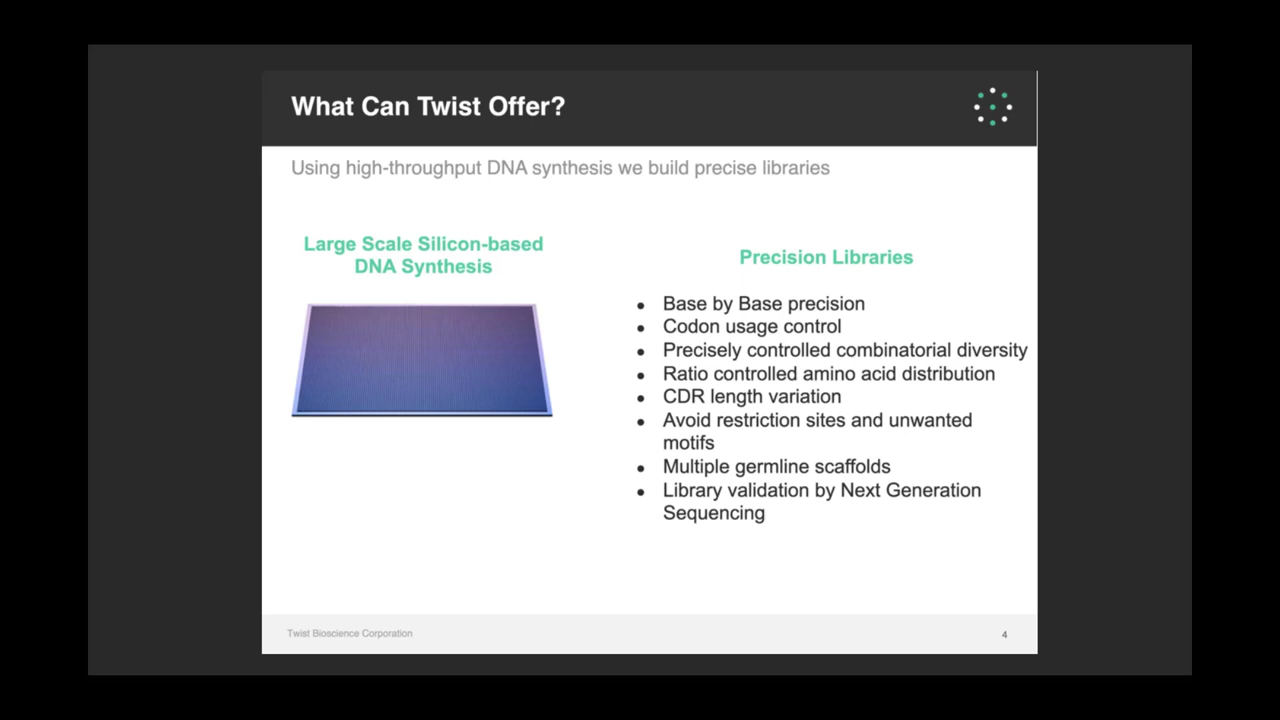 What Can Twist Offer?
Using high-throughput DNA synthesis we build precise libraries
Large Scale Silicon-based
DNA Synthesis
Precision Libraries
● Base by Base precision
● Codon usage control
● Precisely controlled combinatorial diversity
● Ratio controlled amino acid distribution
● CDR length variation
● Avoid restriction sites and unwanted
motifs
● Multiple germline scaffolds
● Library validation by Next Generation
Sequencing
Twist Bioscience Corporation
4